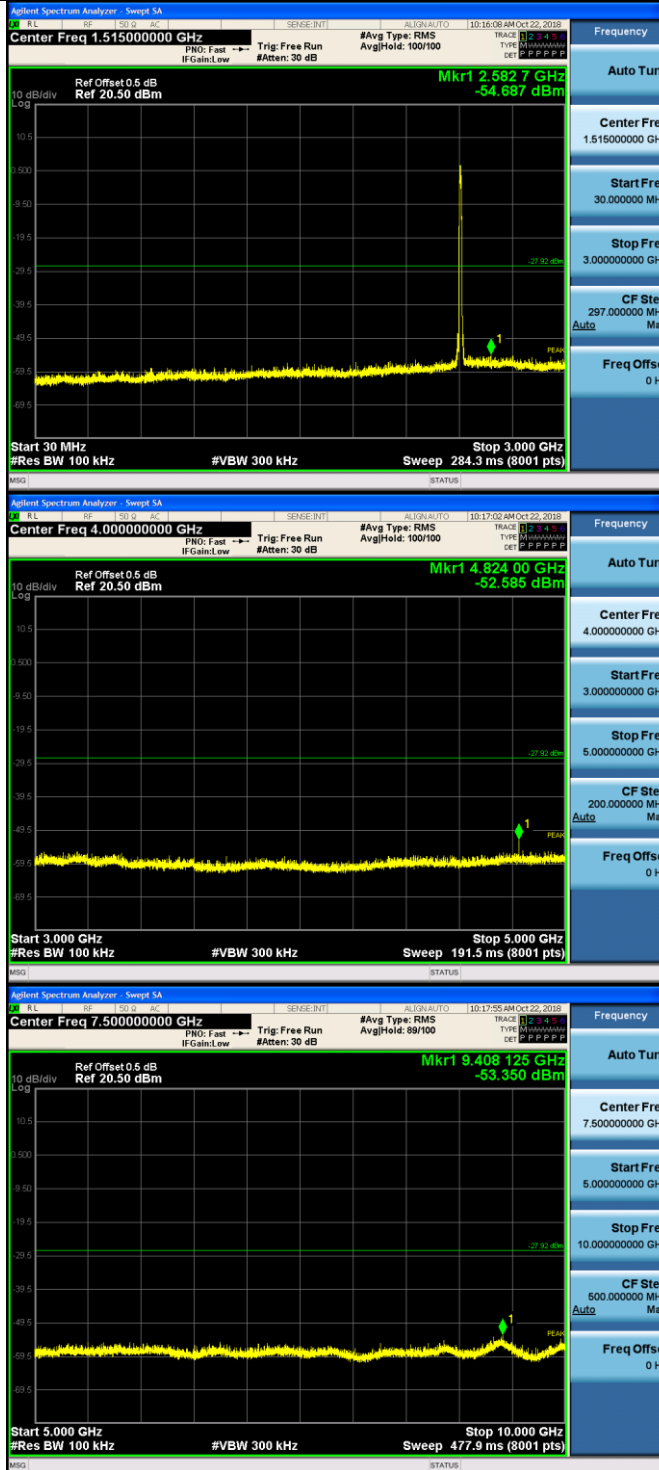 Agilent Spectrum Analyzer - Swept SA
RL RF 50 Ω AC SENSE:INT ALIGN AUTO 10:16:08 AM Oct 22, 2018
Center Freq 1.515000000 GHz
PNO: Fast Trig: Free Run #Avg Type: RMS TRACE 1 2 3 4 5 6
IFGain:Low #Atten: 30 dB Avg|Hold: 100/100 TYPE M
DET P P P P P P
Frequency
Mkr1 2.582 7 GHz
-54.687 dBm
Ref Offset 0.5 dB
10 dB/div Ref 20.50 dBm
Log
10.5
0.500
-9.50
-19.5
-29.5
-39.5
-49.5
-59.5
-69.5
-27.92 dBm
1
PEAK
Start 30 MHz Stop 3.000 GHz
#Res BW 100 kHz #VBW 300 kHz Sweep 284.3 ms (8001 pts)
MSG STATUS
Auto Tun
Center Fre
1.515000000 GH
Start Fre
30.000000 MH
Stop Fre
3.000000000 GH
CF Ste
297.000000 MH
Auto Ma
Freq Offse
0 H
Agilent Spectrum Analyzer - Swept SA
RL RF 50 Ω AC SENSE:INT ALIGN AUTO 10:17:02 AM Oct 22, 2018
Center Freq 4.000000000 GHz
PNO: Fast Trig: Free Run #Avg Type: RMS TRACE 1 2 3 4 5 6
IFGain:Low #Atten: 30 dB Avg|Hold: 100/100 TYPE M
DET P P P P P P
Frequency
Mkr1 4.824 00 GHz
-52.585 dBm
Ref Offset 0.5 dB
10 dB/div Ref 20.50 dBm
Log
10.5
0.500
-9.50
-19.5
-29.5
-39.5
-49.5
-59.5
-69.5
-27.92 dBm
1
PEAK
Start 3.000 GHz Stop 5.000 GHz
#Res BW 100 kHz #VBW 300 kHz Sweep 191.5 ms (8001 pts)
MSG STATUS
Auto Tun
Center Fre
4.000000000 GH
Start Fre
3.000000000 GH
Stop Fre
5.000000000 GH
CF Ste
200.000000 MH
Auto Ma
Freq Offse
0 H
Agilent Spectrum Analyzer - Swept SA
RL RF 50 Ω AC SENSE:INT ALIGN AUTO 10:17:55 AM Oct 22, 2018
Center Freq 7.500000000 GHz
PNO: Fast Trig: Free Run #Avg Type: RMS TRACE 1 2 3 4 5 6
IFGain:Low #Atten: 30 dB Avg|Hold: 89/100 TYPE M
DET P P P P P P
Frequency
Mkr1 9.408 125 GHz
-53.350 dBm
Ref Offset 0.5 dB
10 dB/div Ref 20.50 dBm
Log
10.5
0.500
-9.50
-19.5
-29.5
-39.5
-49.5
-59.5
-69.5
-27.92 dBm
1
PEAK
Start 5.000 GHz Stop 10.000 GHz
#Res BW 100 kHz #VBW 300 kHz Sweep 477.9 ms (8001 pts)
MSG STATUS
Auto Tun
Center Fre
7.500000000 GH
Start Fre
5.000000000 GH
Stop Fre
10.000000000 GH
CF Ste
500.000000 MH
Auto Ma
Freq Offse
0 H